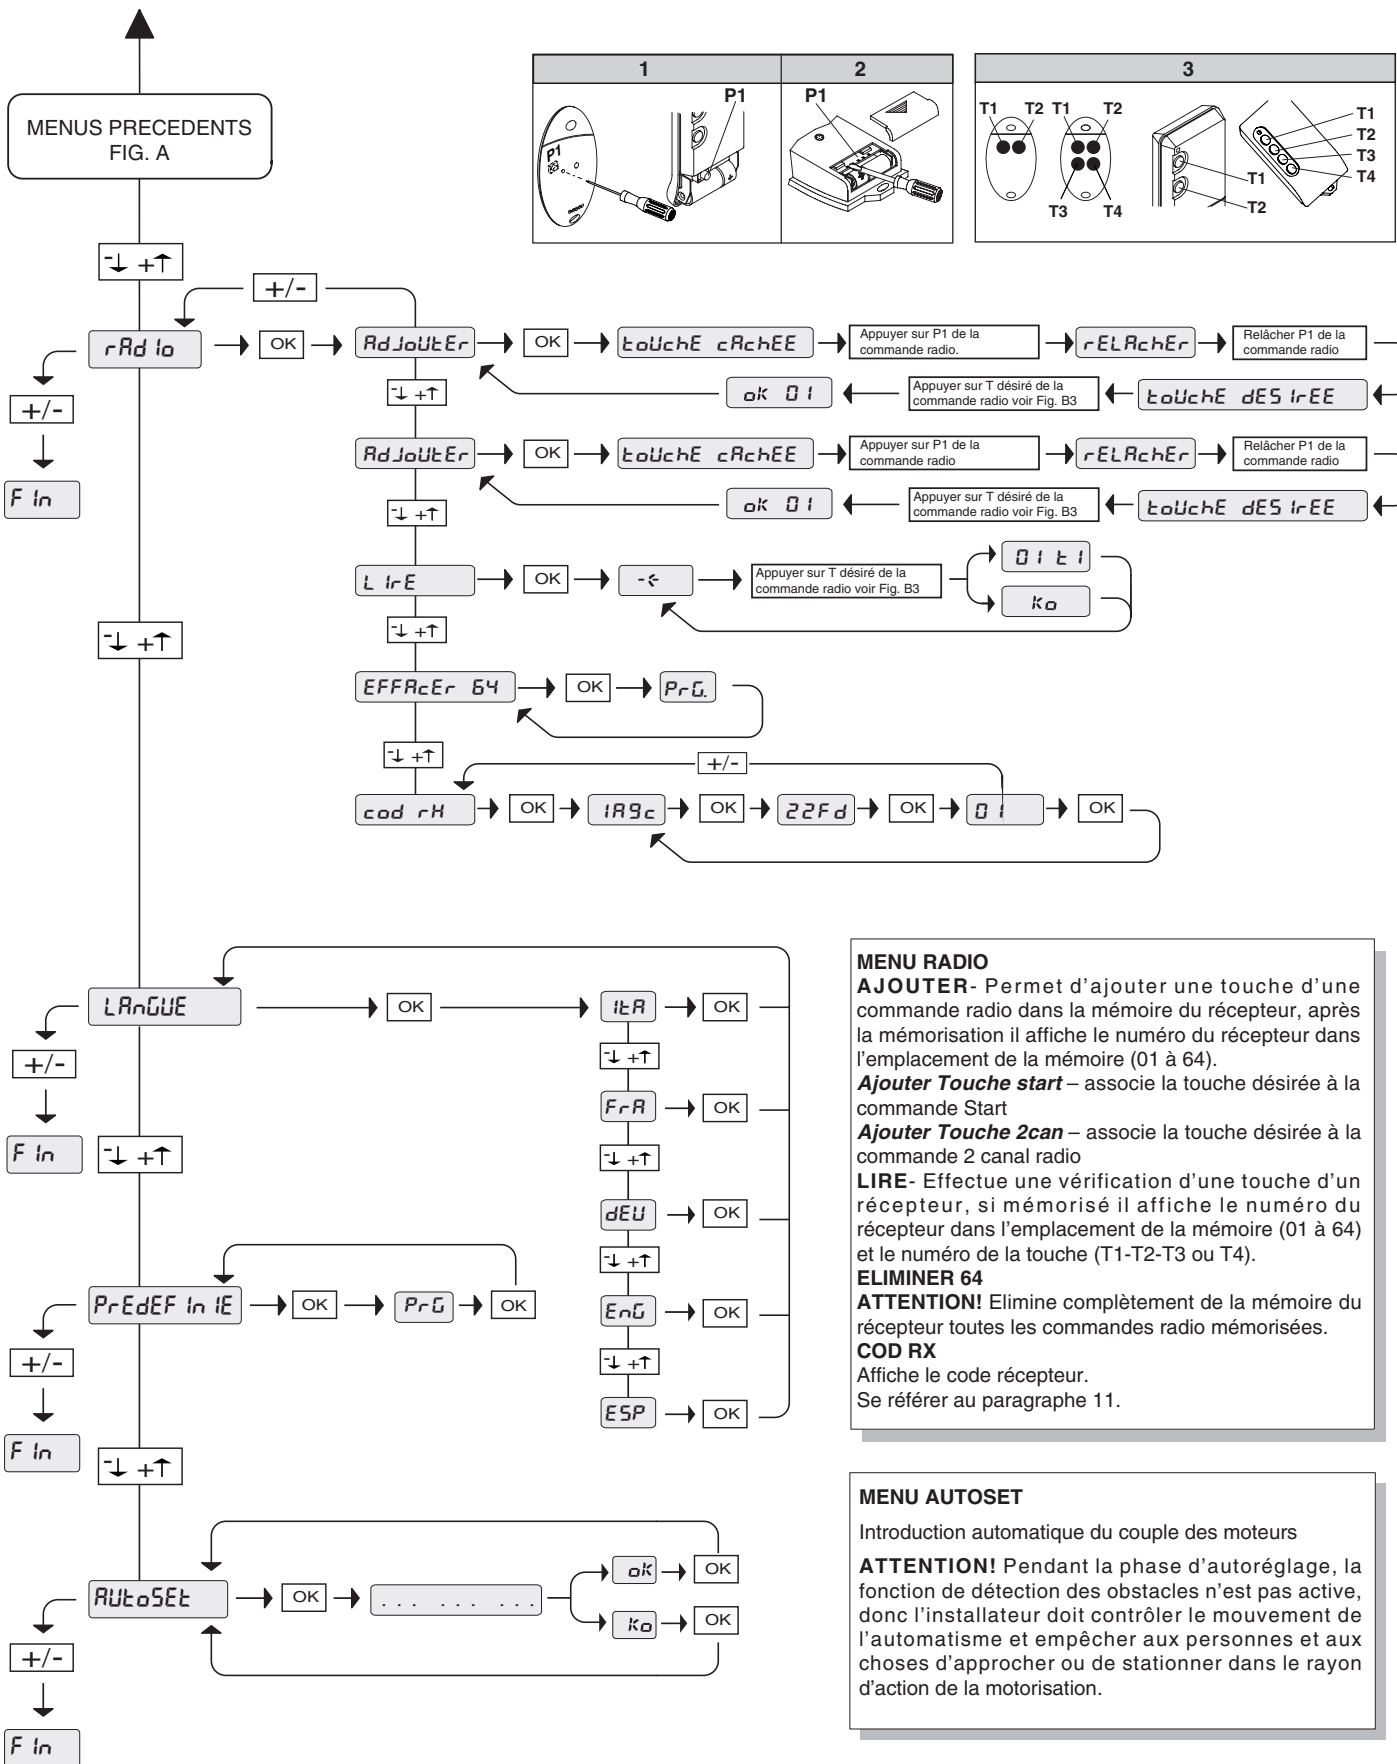 MENUS PRECEDENTS
FIG. A
1
2
3
P1
P1
P1
T1 T2 T1 T2
T3 T4
T1
T2
T1
T2
T3
T4
-↓ +↑
+/-
rAdIo
OK
AdJoUtEr
OK
toUchE cAchEE
Appuyer sur P1 de la
commande radio.
rELAchEr
Relâcher P1 de la
commande radio
+/-
FIn
-↓ +↑
oK 01
Appuyer sur T désiré de la
commande radio voir Fig. B3
toUchE dESIrEE
AdJoUtEr
OK
toUchE cAchEE
Appuyer sur P1 de la
commande radio
rELAchEr
Relâcher P1 de la
commande radio
-↓ +↑
oK 01
Appuyer sur T désiré de la
commande radio voir Fig. B3
toUchE dESIrEE
LIrE
OK
-<-
Appuyer sur T désiré de la
commande radio voir Fig. B3
01 t1
Ko
-↓ +↑
-↓ +↑
EFFAcEr 64
OK
PrG.
-↓ +↑
+/-
cod rH
OK
1A9c
OK
22Fd
OK
01
OK
LAnGUE
OK
ItA
OK
+/-
FIn
-↓ +↑
-↓ +↑
FrA
OK
-↓ +↑
dEU
OK
-↓ +↑
EnG
OK
-↓ +↑
ESP
OK
PrEdEFInIE
OK
PrG
OK
+/-
FIn
-↓ +↑
AUtoSEt
OK
... ... ...
oK
OK
Ko
OK
+/-
FIn
MENU RADIO
AJOUTER- Permet d'ajouter une touche d'une
commande radio dans la mémoire du récepteur, après
la mémorisation il affiche le numéro du récepteur dans
l'emplacement de la mémoire (01 à 64).
Ajouter Touche start – associe la touche désirée à la
commande Start
Ajouter Touche 2can – associe la touche désirée à la
commande 2 canal radio
LIRE- Effectue une vérification d'une touche d'un
récepteur, si mémorisé il affiche le numéro du
récepteur dans l'emplacement de la mémoire (01 à 64)
et le numéro de la touche (T1-T2-T3 ou T4).
ELIMINER 64
ATTENTION! Elimine complètement de la mémoire du
récepteur toutes les commandes radio mémorisées.
COD RX
Affiche le code récepteur.
Se référer au paragraphe 11.
MENU AUTOSET
Introduction automatique du couple des moteurs
ATTENTION! Pendant la phase d'autoréglage, la
fonction de détection des obstacles n'est pas active,
donc l'installateur doit contrôler le mouvement de
l'automatisme et empêcher aux personnes et aux
choses d'approcher ou de stationner dans le rayon
d'action de la motorisation.